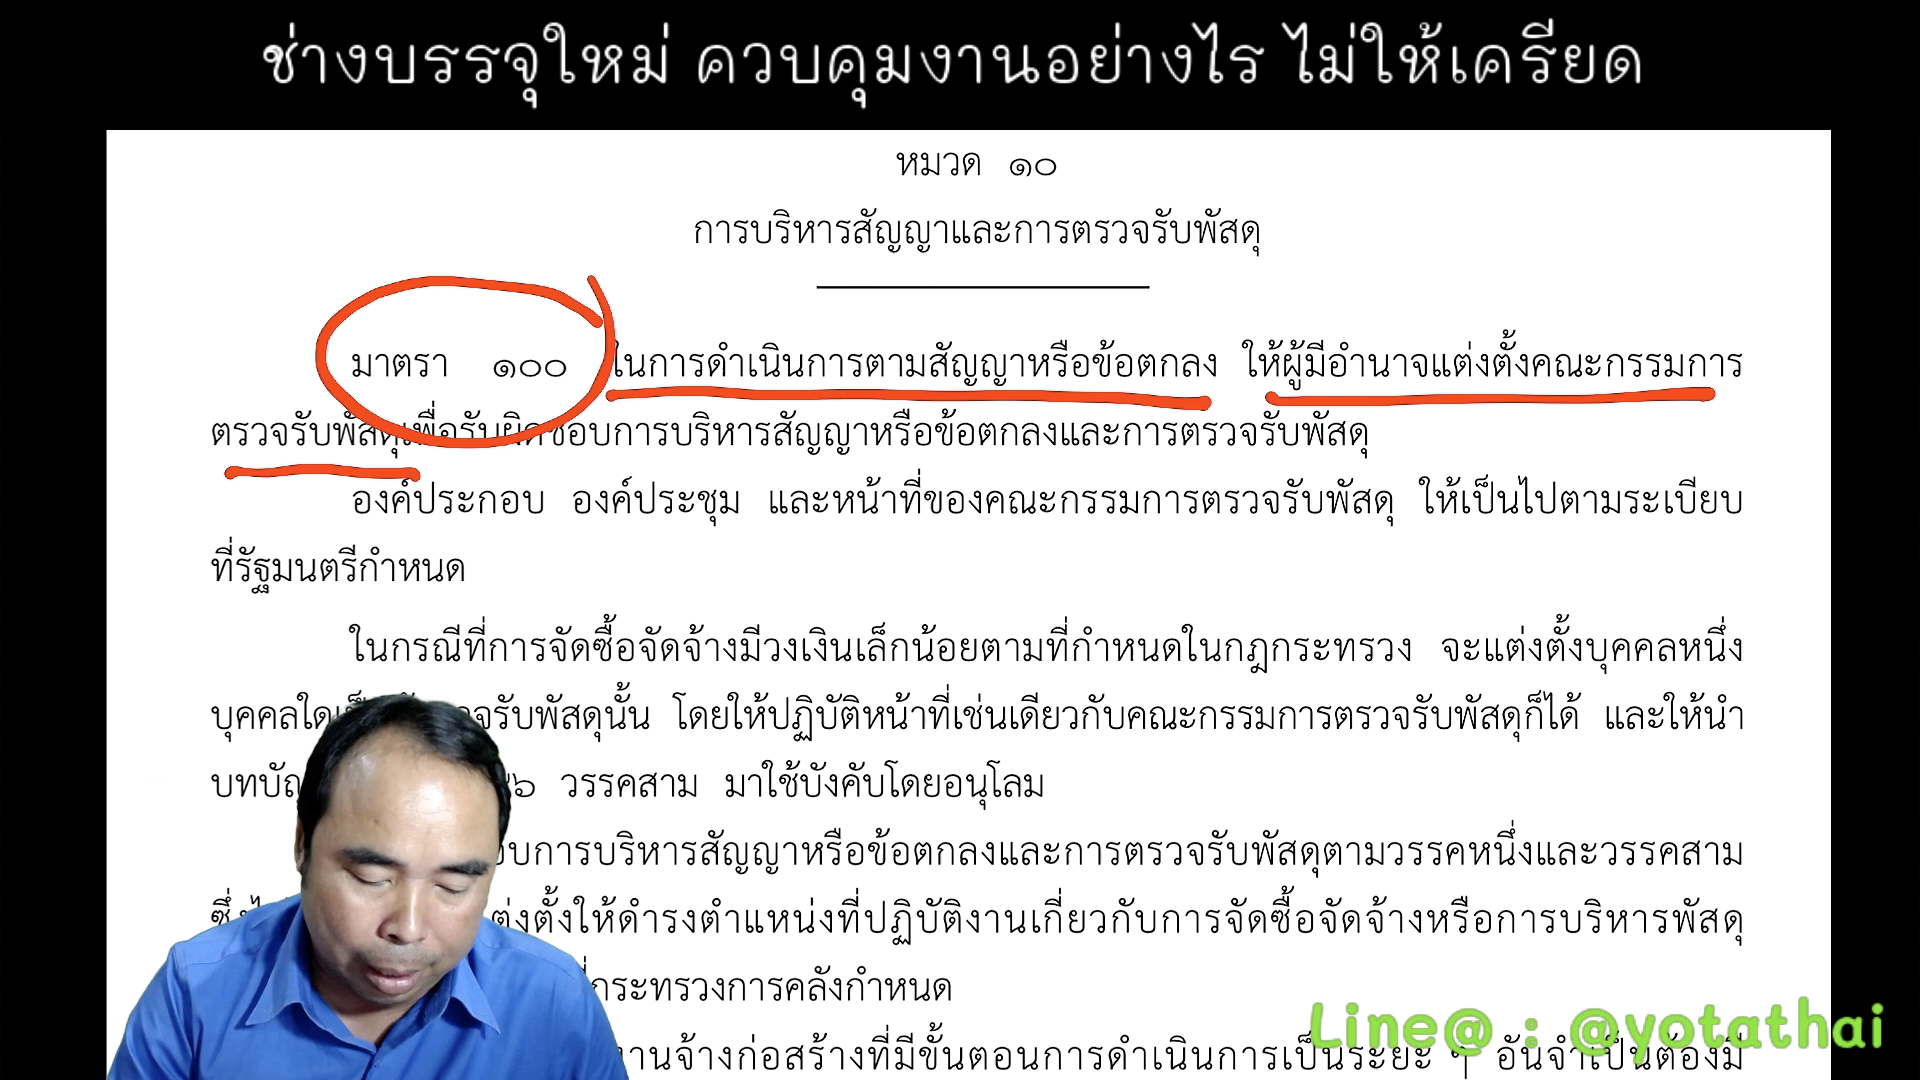 ช่างบรรจุใหม่ ควบคุมงานอย่างไร ไม่ให้เครียด
หมวด ๑๐
การบริหารสัญญาและการตรวจรับพัสดุ
มาตรา ๑๐๐ ในการดำเนินการตามสัญญาหรือข้อตกลง ให้ผู้มีอำนาจแต่งตั้งคณะกรรมการ
ตรวจรับพัสดุเพื่อรับผิดชอบการบริหารสัญญาหรือข้อตกลงและการตรวจรับพัสดุ
องค์ประกอบ องค์ประชุม และหน้าที่ของคณะกรรมการตรวจรับพัสดุ ให้เป็นไปตามระเบียบ
ที่รัฐมนตรีกำหนด
ในกรณีที่การจัดซื้อจัดจ้างมีวงเงินเล็กน้อยตามที่กำหนดในกฎกระทรวง จะแต่งตั้งบุคคลหนึ่ง
บุคคลใด จรับพัสดุนั้น โดยให้ปฏิบัติหน้าที่เช่นเดียวกับคณะกรรมการตรวจรับพัสดุก็ได้ และให้นำ
๖ วรรคสาม มาใช้บังคับโดยอนุโลม
อบการบริหารสัญญาหรือข้อตกลงและการตรวจรับพัสดุตามวรรคหนึ่งและวรรคสาม
ต่งตั้งให้ดำรงตำแหน่งที่ปฏิบัติงานเกี่ยวกับการจัดซื้อจัดจ้างหรือการบริหารพัสดุ
กระทรวงการคลังกำหนด
งานจ้างก่อสร้างที่มีขั้นตอนการดำเนินการเป็นระยะ ๆ อันจำเป็นต้องมี
Line@ : @yotathai